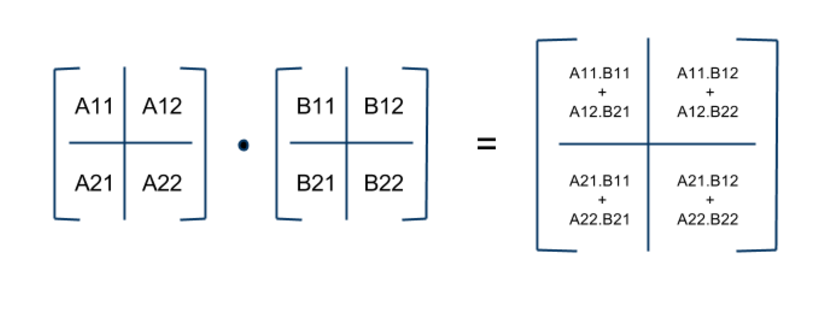 A11 A12
A21 A22
•
B11 B12
B21 B22
=
A11.B11
+
A12.B21
A11.B12
+
A12.B22
A21.B11
+
A22.B21
A21.B12
+
A22.B22